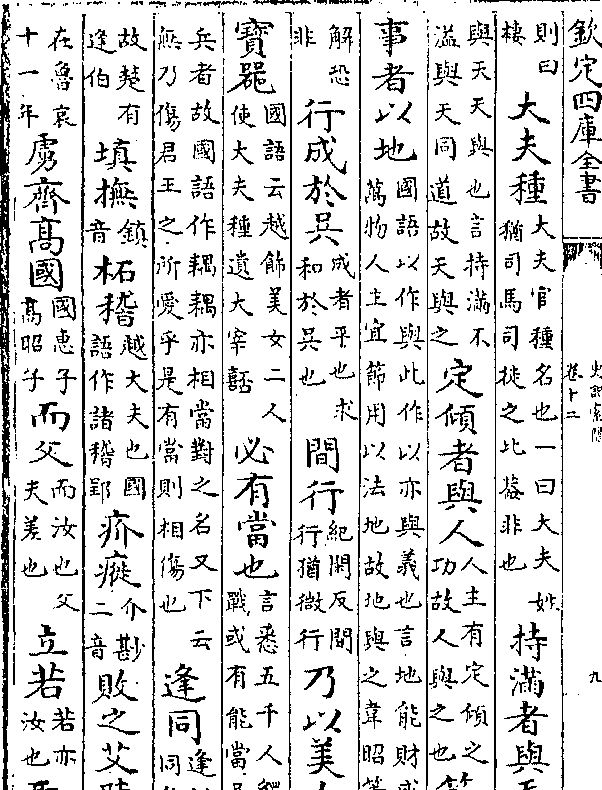 欽定四庫全書
史記索隱
卷十二
九
則曰
棲
大夫種
大夫官種名也一曰大夫姓
猶司馬司徒之比蓋非也
持滿者與天
與天天與也言持滿不
溢與天同道故天與之
定傾者與人
人主有定傾之
功故人與之也
事者以地
國語以作與此作以亦與義也言地能財成
萬物人主宜節用以法地故地與之韋昭等
解恐
非
行成於吳
成者平也求
和於吳也
間行
紀閑反間
行猶微行
乃以美人
寶器
國語云越飾美女二人
使大夫種遺大宰嚭
必有當也
言悉五千人
戰或有能當
兵者故國語作耦耦亦相當對之名又下云
無乃傷君王之所愛乎是有當則相傷也
逢同
逢
同
故楚有
逢伯
填撫
鎮
音
柘稽
越大夫也國
語作諸稽郢
疥癬
介尠
二音
敗之艾陵
在魯哀
十一年
虜齊高國
國惠子
高昭子
而父
而汝也父
夫差也
立若
若亦
汝也